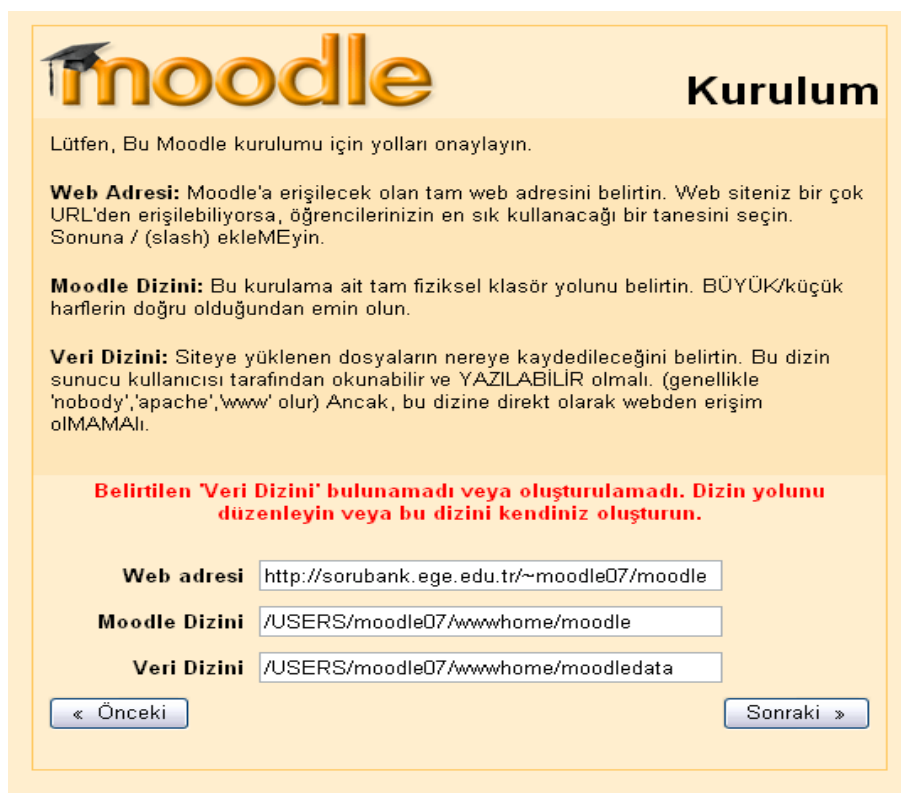 moodle
Kurulum
Lütfen, Bu Moodle kurulumu için yolları onaylayın.
Web Adresi: Moodle'a erişilecek olan tam web adresini belirtin. Web siteniz bir çok
URL'den erişilebiliyorsa, öğrencilerinizin en sık kullanacağı bir tanesini seçin.
Sonuna / (slash) ekleMEyin.
Moodle Dizini: Bu kurulama ait tam fiziksel klasör yolunu belirtin. BÜYÜK/küçük
harflerin doğru olduğundan emin olun.
Veri Dizini: Siteye yüklenen dosyaların nereye kaydedileceğini belirtin. Bu dizin
sunucu kullanıcısı tarafından okunabilir ve YAZILABİLİR olmalı. (genellikle
'nobody','apache','www' olur) Ancak, bu dizine direkt olarak webden erişim
olMAMAlı.
Belirtilen 'Veri Dizini' bulunamadı veya oluşturulamadı. Dizin yolunu
düzenleyin veya bu dizini kendiniz oluşturun.
Web adresi http://sorubank.ege.edu.tr/~moodle07/moodle
Moodle Dizini /USERS/moodle07/wwwhome/moodle
Veri Dizini /USERS/moodle07/wwwhome/moodledata
« Önceki Sonraki »